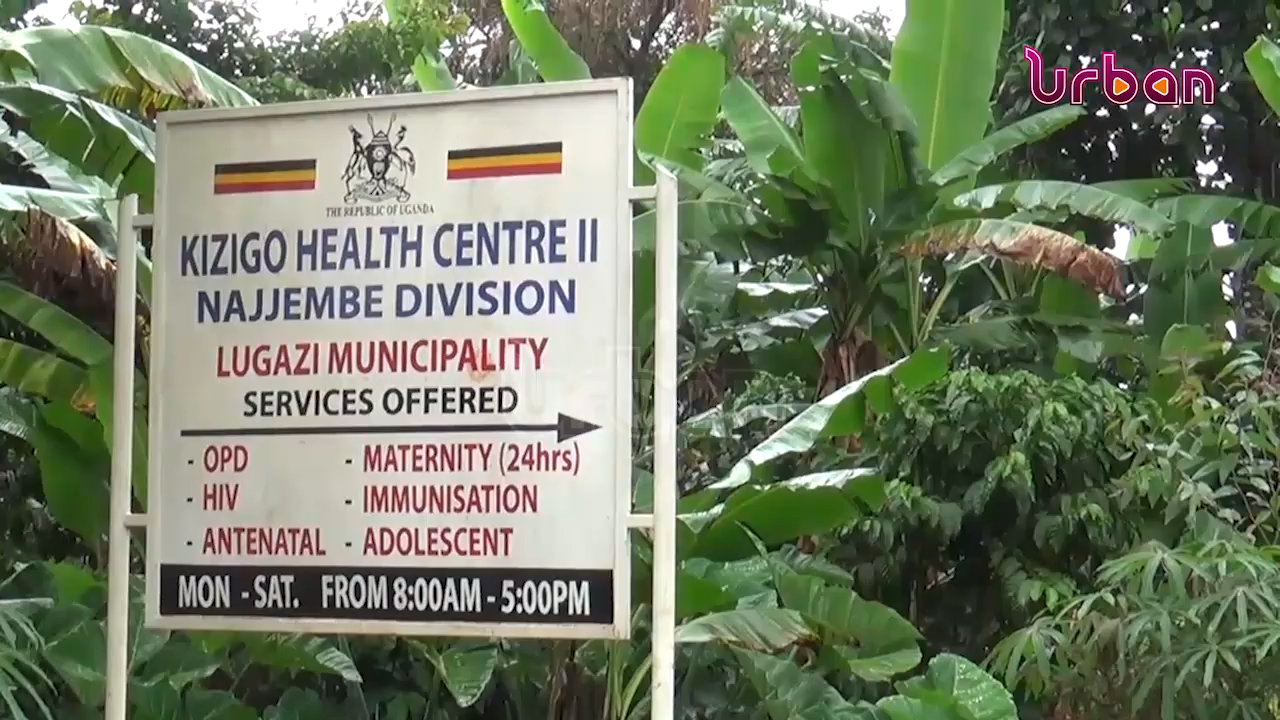 Urban
THE REPUBLIC OF UGANDA
KIZIGO HEALTH CENTRE II
NAJJEMBE DIVISION
LUGAZI MUNICIPALITY
SERVICES OFFERED
- OPD - MATERNITY (24hrs)
- HIV - IMMUNISATION
- ANTENATAL - ADOLESCENT
MON - SAT. FROM 8:00AM - 5:00PM